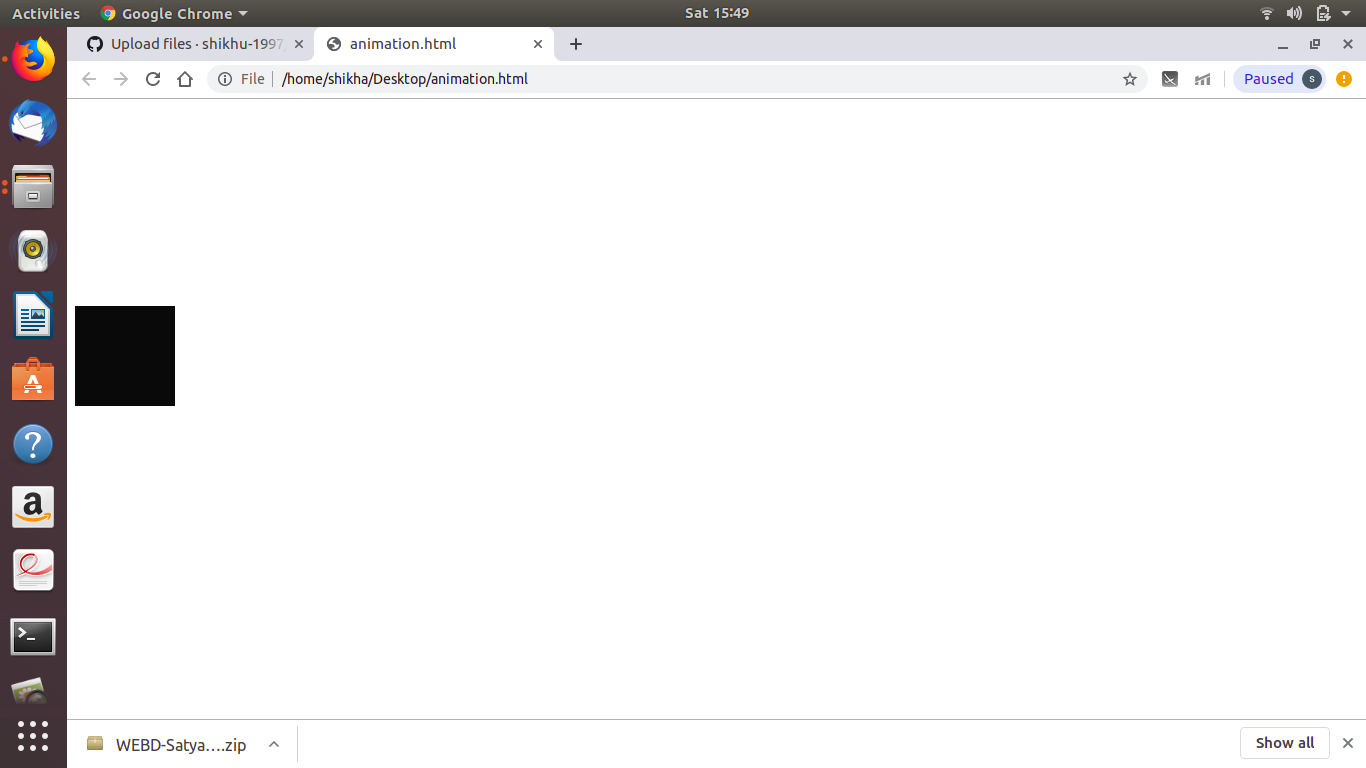 Activities Google Chrome Sat 15:49
Upload files · shikhu-1997 animation.html
File /home/shikha/Desktop/animation.html Paused s
WEBD-Satya….zip Show all